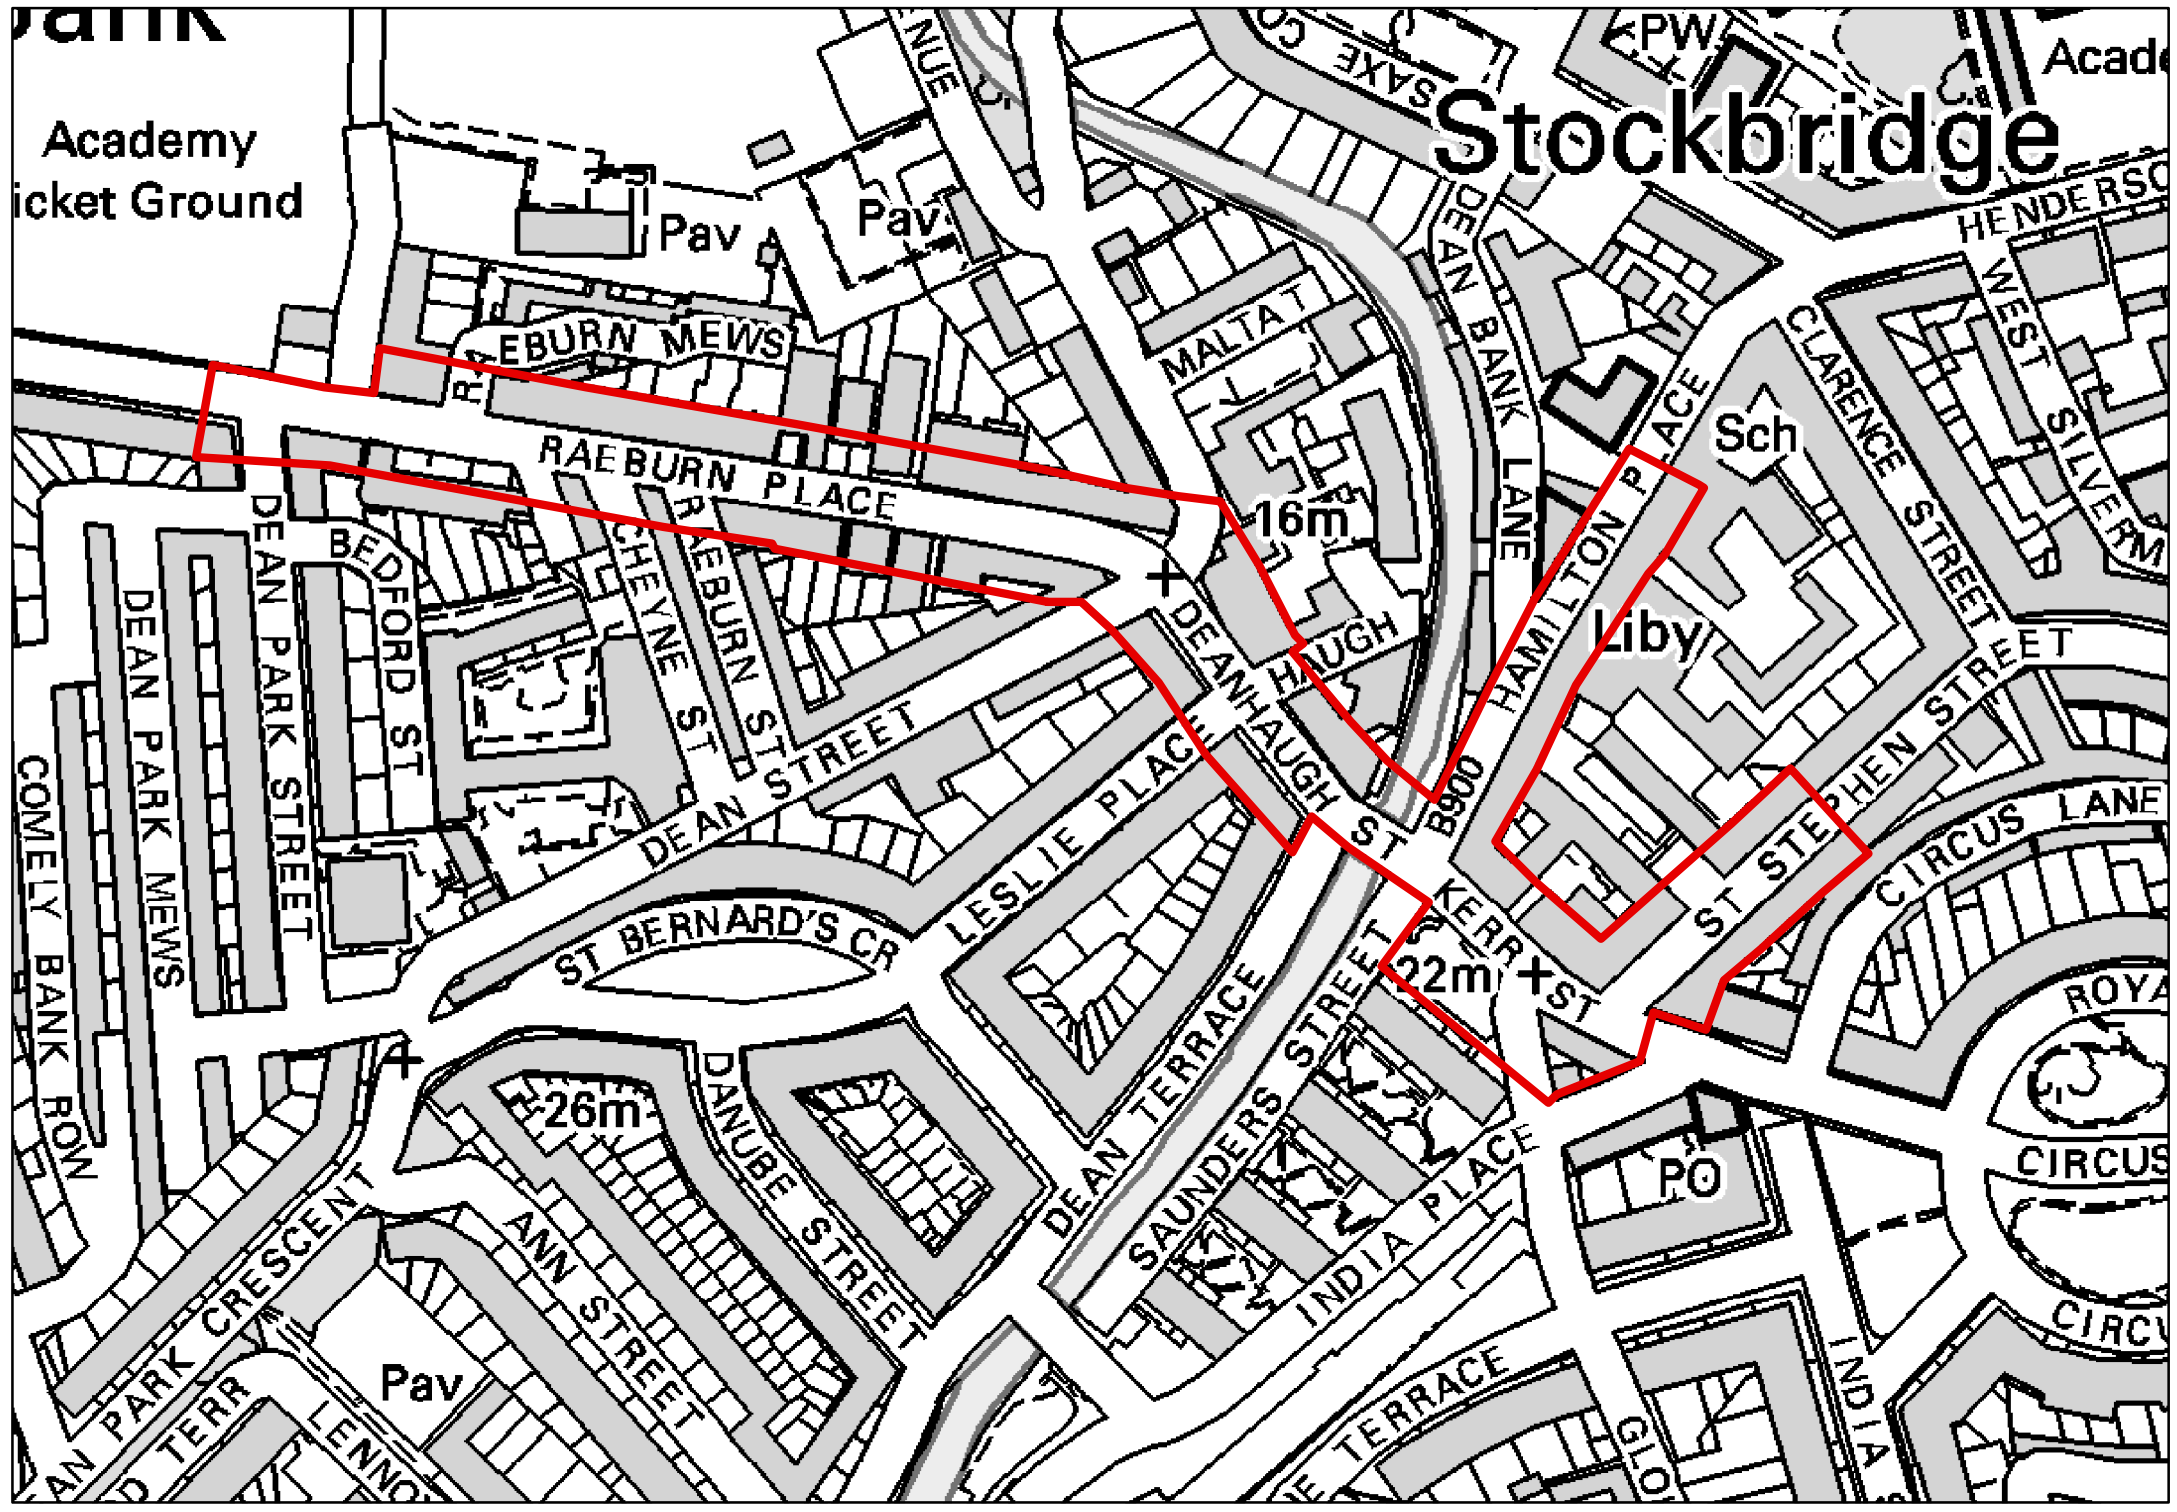 Academy
icket Ground
Pav
Pav
ENUE
SAXE CO
PW
Acade
Stockbridge
HENDERSO
DEAN BANK LANE
WEST
SILVERM
CLARENCE STREET
MALTA T
RAEBURN MEWS
RAEBURN PLACE
Sch
16m
HAMILTON PLACE
Liby
HAUGH
DEANHAUGH ST
B900
DEAN PARK STREET
BEDFORD ST
CHEYNE ST
RAEBURN ST
DEAN PARK MEWS
COMELY BANK ROW
DEAN STREET
LESLIE PLACE
ST BERNARD'S CR
KERR ST
22m
ST STEPHEN STREET
CIRCUS LANE
ROYA
CIRCUS
CIRCU
DEAN TERRACE
SAUNDERS STREET
DANUBE STREET
26m
ANN STREET
INDIA PLACE
PO
PARK CRESCENT
TERR
Pav
LENNO
TERRACE
GLO
INDIA S